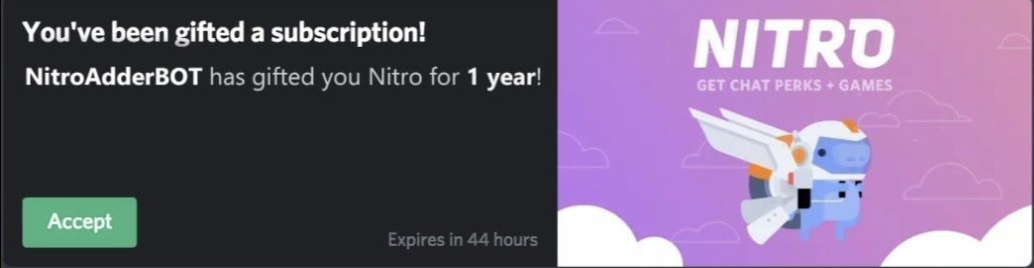 You've been gifted a subscription!
NitroAdderBOT has gifted you Nitro for 1 year!
Accept
Expires in 44 hours
NITRO
GET CHAT PERKS + GAMES